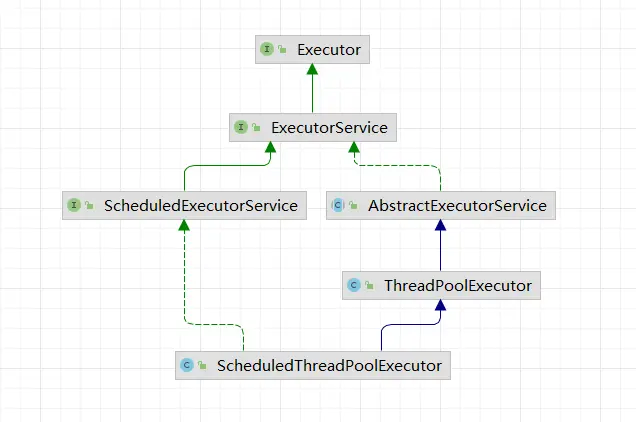 I Executor
I ExecutorService
I ScheduledExecutorService
C AbstractExecutorService
C ThreadPoolExecutor
C ScheduledThreadPoolExecutor